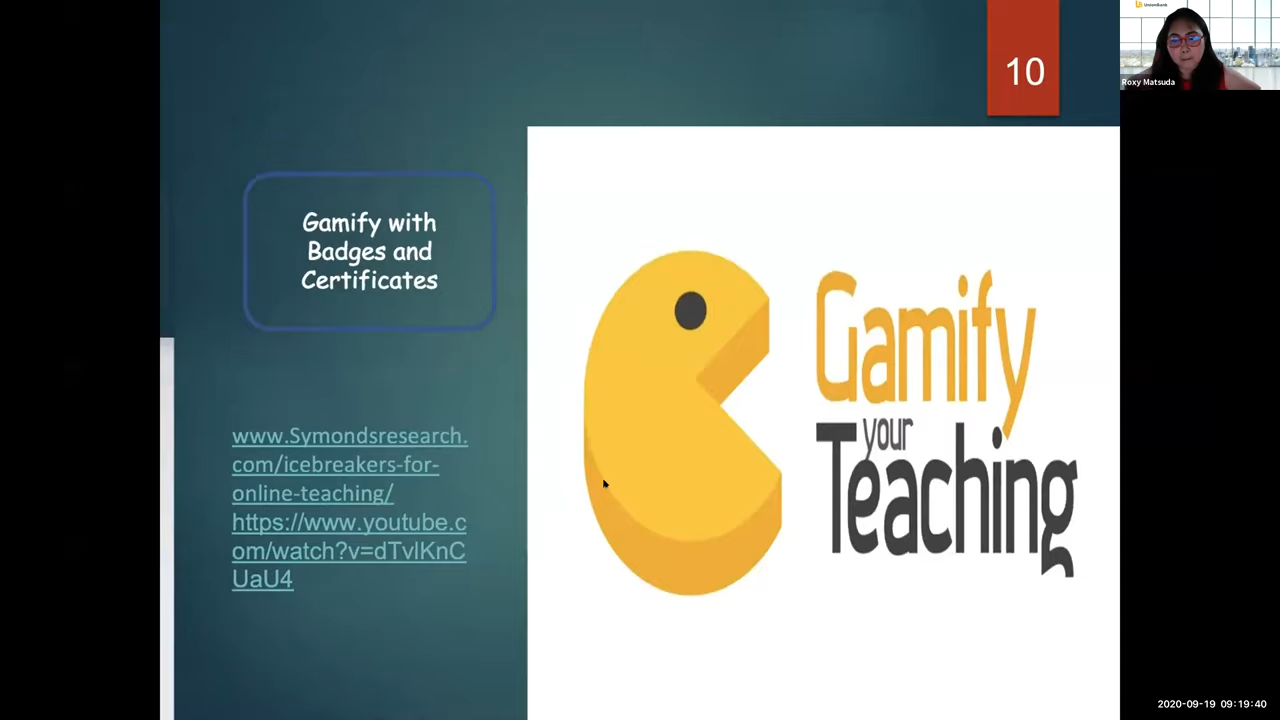 10
UnionBank
Roxy Matsuda
Gamify with
Badges and
Certificates
Gamify
your
Teaching
www.Symondsresearch.
com/icebreakers-for-
online-teaching/
https://www.youtube.c
om/watch?v=dTvlKnC
UaU4
2020-09-19 09:19:40